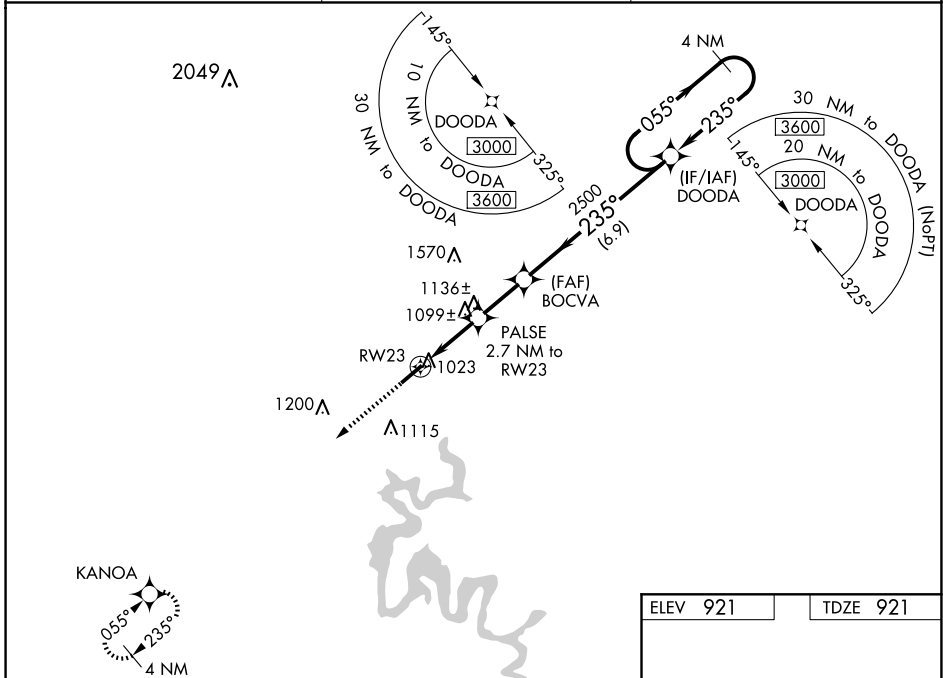 2049
145°
10 NM to DOODA
30 NM to DOODA
DOODA
3000
3600
325°
4 NM
055°
235°
(IF/IAF)
DOODA
30 NM to DOODA (NoPT)
3600
20 NM to DOODA
3000
145°
DOODA
325°
2500
235°
(6.9)
1570
(FAF)
BOCVA
1136±
1099±
PALSE
2.7 NM to
RW23
RW23
1023
1200
1115
KANOA
055°
235°
4 NM
ELEV 921
TDZE 921